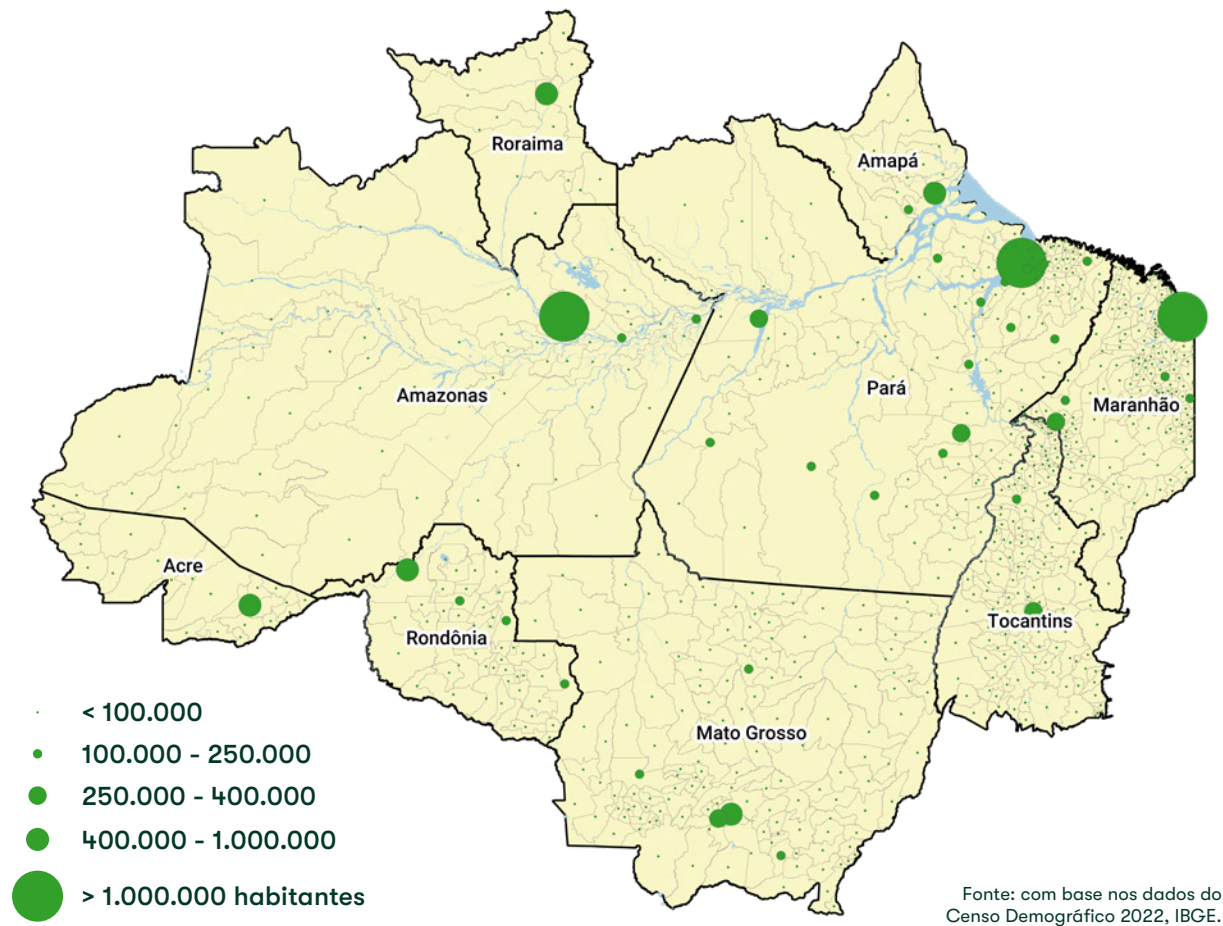 Roraima
Amapá
Amazonas
Pará
Maranhão
Acre
Rondônia
Tocantins
Mato Grosso
< 100.000
100.000 - 250.000
250.000 - 400.000
400.000 - 1.000.000
> 1.000.000 habitantes
Fonte: com base nos dados do
Censo Demográfico 2022, IBGE.